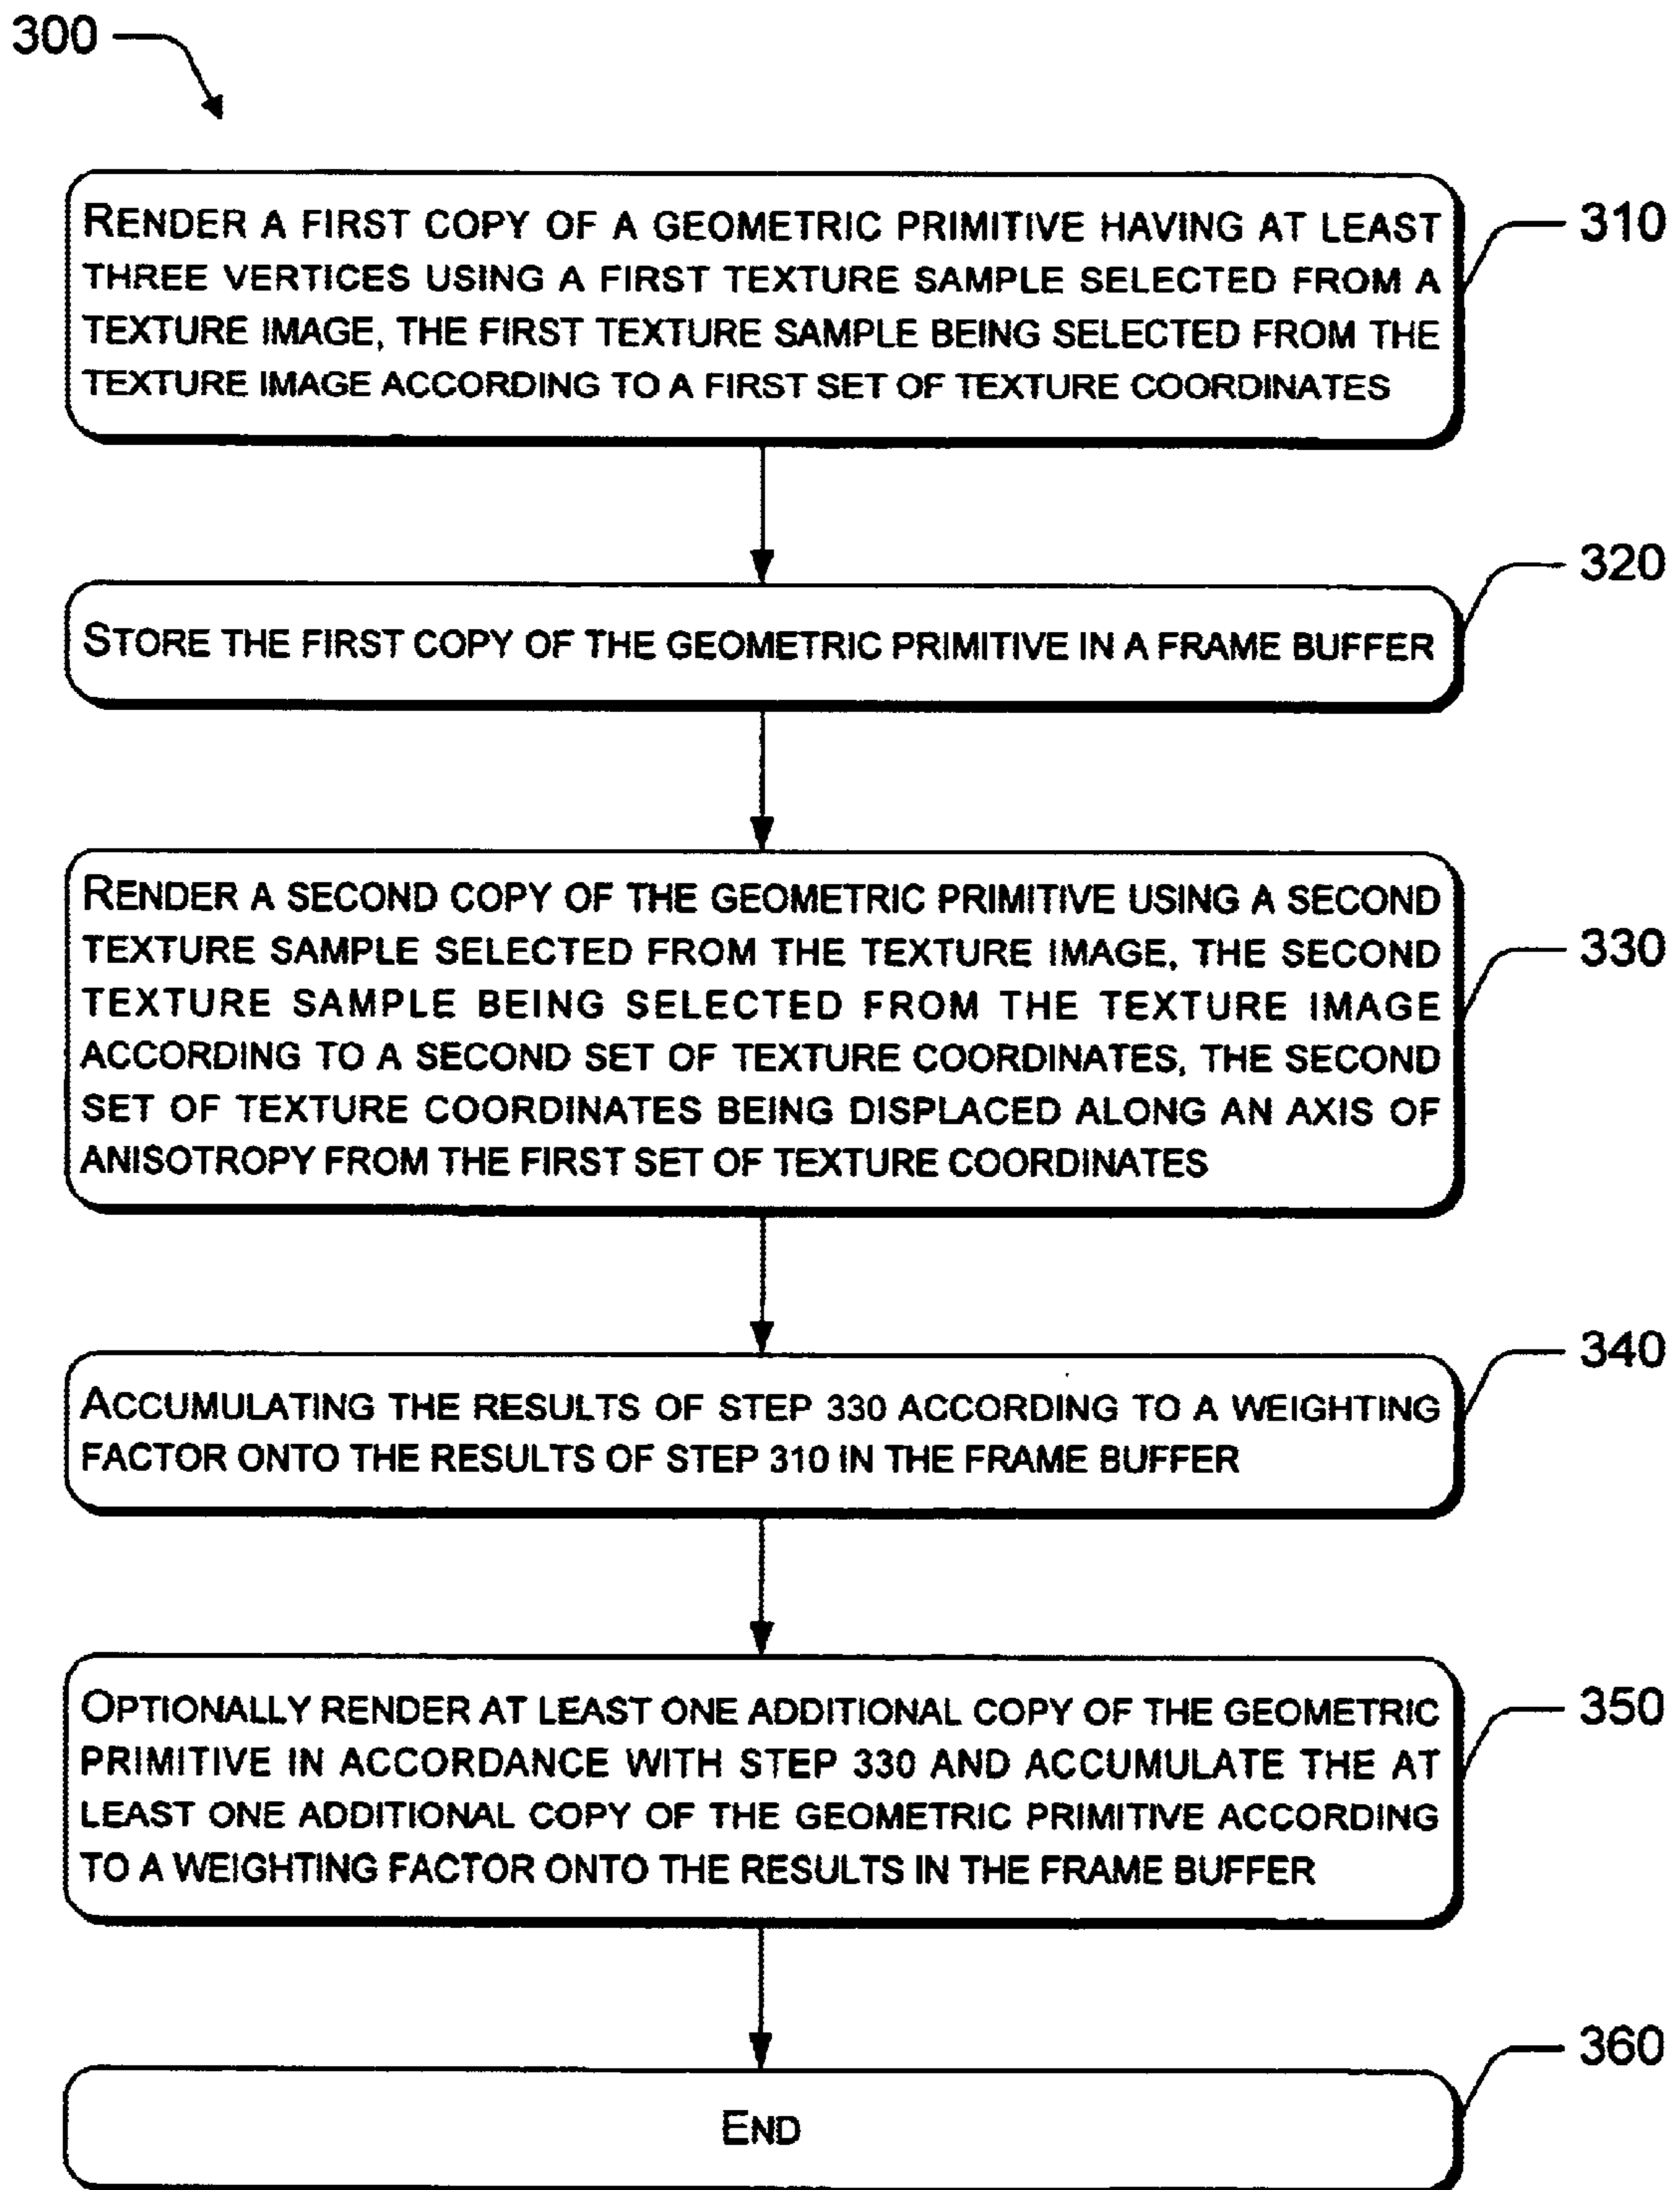 300
RENDER A FIRST COPY OF A GEOMETRIC PRIMITIVE HAVING AT LEAST
THREE VERTICES USING A FIRST TEXTURE SAMPLE SELECTED FROM A
TEXTURE IMAGE, THE FIRST TEXTURE SAMPLE BEING SELECTED FROM THE
TEXTURE IMAGE ACCORDING TO A FIRST SET OF TEXTURE COORDINATES
310
STORE THE FIRST COPY OF THE GEOMETRIC PRIMITIVE IN A FRAME BUFFER
320
RENDER A SECOND COPY OF THE GEOMETRIC PRIMITIVE USING A SECOND
TEXTURE SAMPLE SELECTED FROM THE TEXTURE IMAGE, THE SECOND
TEXTURE SAMPLE BEING SELECTED FROM THE TEXTURE IMAGE
ACCORDING TO A SECOND SET OF TEXTURE COORDINATES, THE SECOND
SET OF TEXTURE COORDINATES BEING DISPLACED ALONG AN AXIS OF
ANISOTROPY FROM THE FIRST SET OF TEXTURE COORDINATES
330
ACCUMULATING THE RESULTS OF STEP 330 ACCORDING TO A WEIGHTING
FACTOR ONTO THE RESULTS OF STEP 310 IN THE FRAME BUFFER
340
OPTIONALLY RENDER AT LEAST ONE ADDITIONAL COPY OF THE GEOMETRIC
PRIMITIVE IN ACCORDANCE WITH STEP 330 AND ACCUMULATE THE AT
LEAST ONE ADDITIONAL COPY OF THE GEOMETRIC PRIMITIVE ACCORDING
TO A WEIGHTING FACTOR ONTO THE RESULTS IN THE FRAME BUFFER
350
END
360